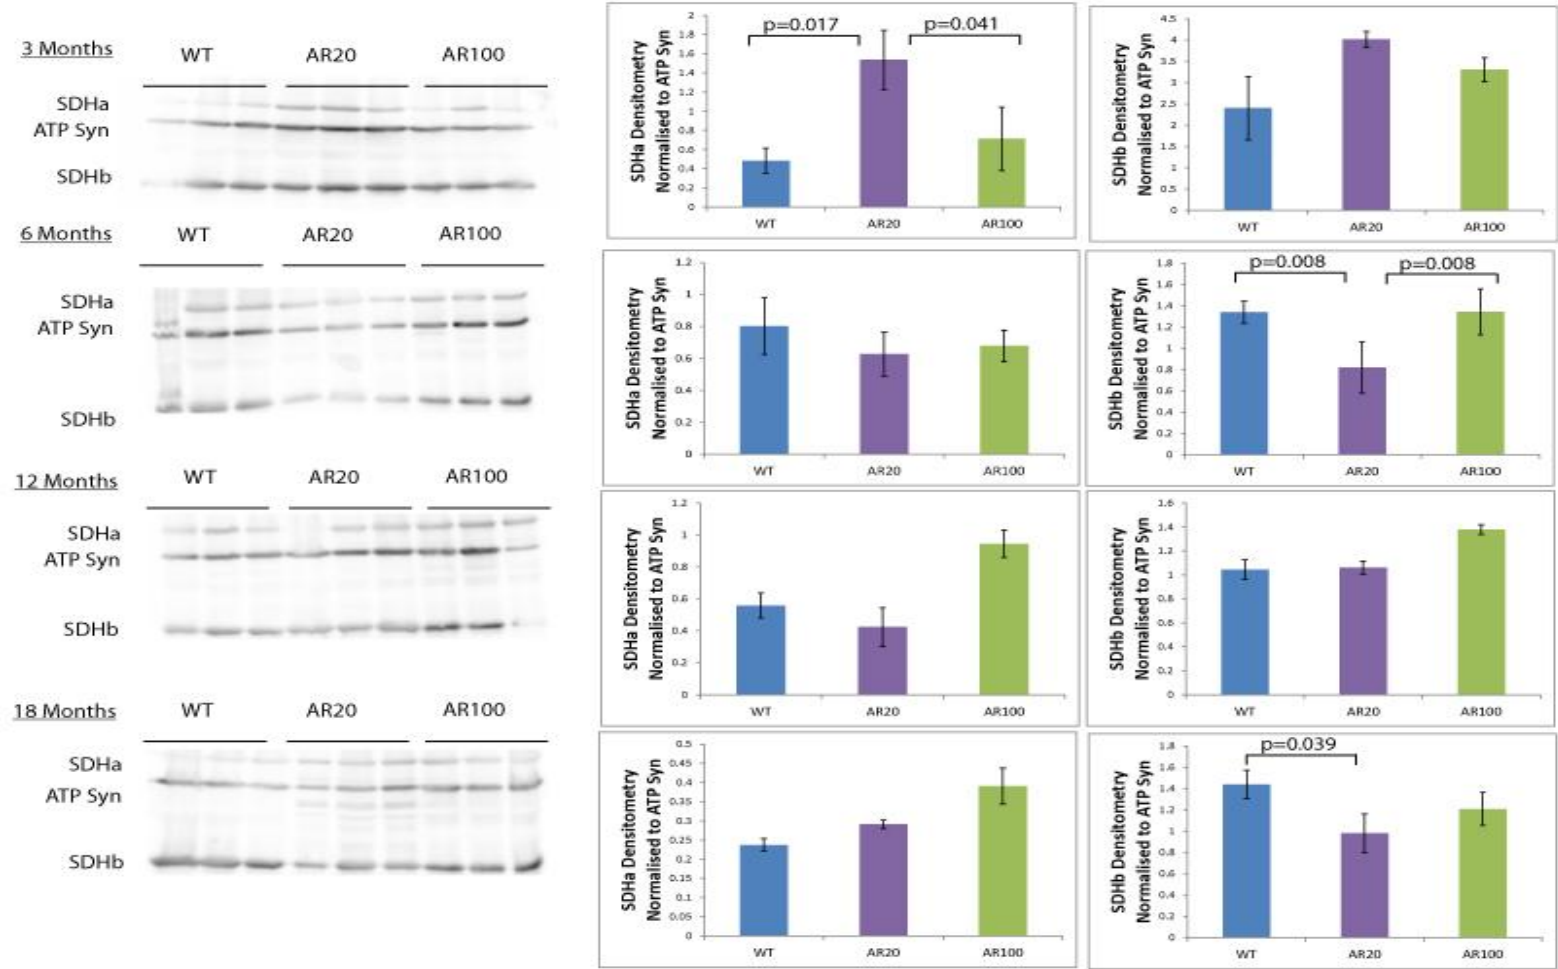 3 Months
WT AR20 AR100
SDHa
ATP Syn
SDHb
6 Months
WT AR20 AR100
SDHa
ATP Syn
SDHb
12 Months
WT AR20 AR100
SDHa
ATP Syn
SDHb
18 Months
WT AR20 AR100
SDHa
ATP Syn
SDHb
SDHa Densitometry
Normalised to ATP Syn
2
1.8
1.6
1.4
1.2
1
0.8
0.6
0.4
0.2
0
p=0.017 p=0.041
WT AR20 AR100
SDHb Densitometry
Normalised to ATP Syn
4.5
4
3.5
3
2.5
2
1.5
1
0.5
0
WT AR20 AR100
SDHa Densitometry
Normalised to ATP Syn
1.2
1
0.8
0.6
0.4
0.2
0
WT AR20 AR100
SDHb Densitometry
Normalised to ATP Syn
1.8
1.6
1.4
1.2
1
0.8
0.6
0.4
0.2
0
p=0.008 p=0.008
WT AR20 AR100
SDHa Densitometry
Normalised to ATP Syn
1.2
1
0.8
0.6
0.4
0.2
0
WT AR20 AR100
SDHb Densitometry
Normalised to ATP Syn
1.6
1.4
1.2
1
0.8
0.6
0.4
0.2
0
WT AR20 AR100
SDHa Densitometry
Normalised to ATP Syn
0.5
0.45
0.4
0.35
0.3
0.25
0.2
0.15
0.1
0.05
0
WT AR20 AR100
SDHb Densitometry
Normalised to ATP Syn
1.8
1.6
1.4
1.2
1
0.8
0.6
0.4
0.2
0
p=0.039
WT AR20 AR100